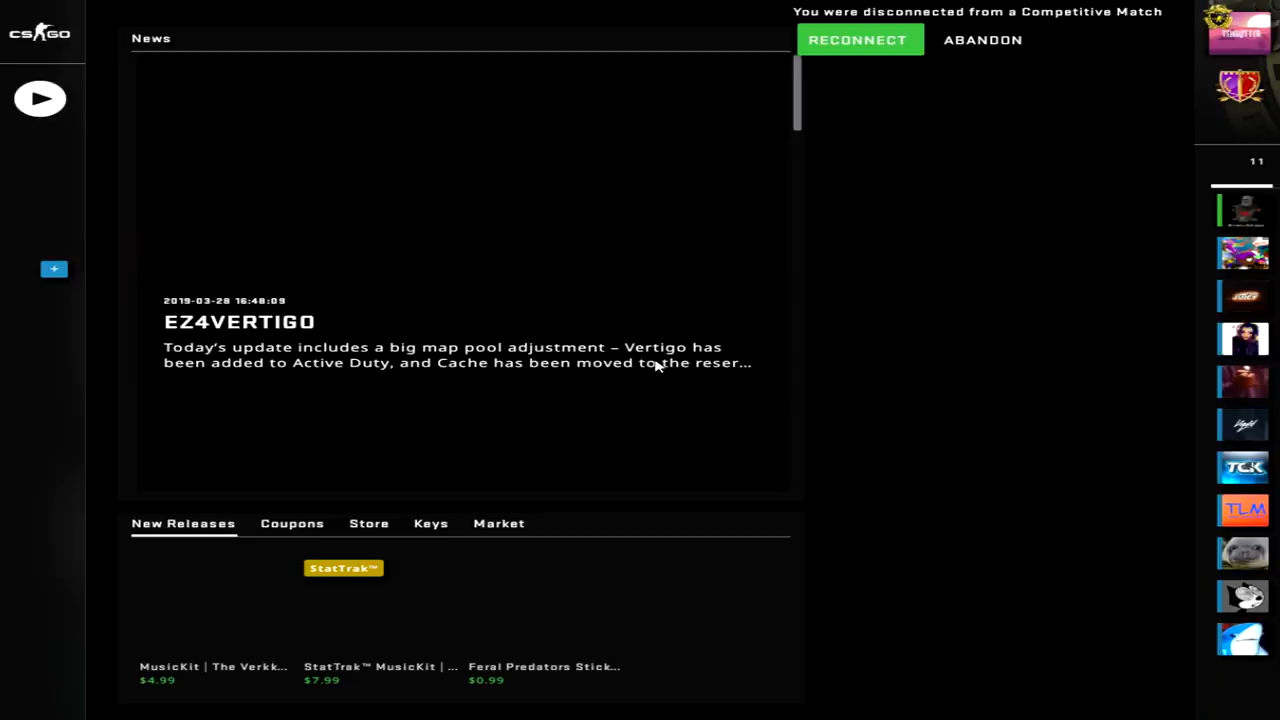 You were disconnected from a Competitive Match
CS GO
News
RECONNECT
ABANDON
11
+
2019-03-28 16:48:09
EZ4VERTIGO
Today's update includes a big map pool adjustment – Vertigo has
been added to Active Duty, and Cache has been moved to the reser...
TCK
TLM
New Releases
Coupons
Store
Keys
Market
StatTrak™
MusicKit | The Verkk...
StatTrak™ MusicKit | ...
Feral Predators Stick...
$4.99
$7.99
$0.99